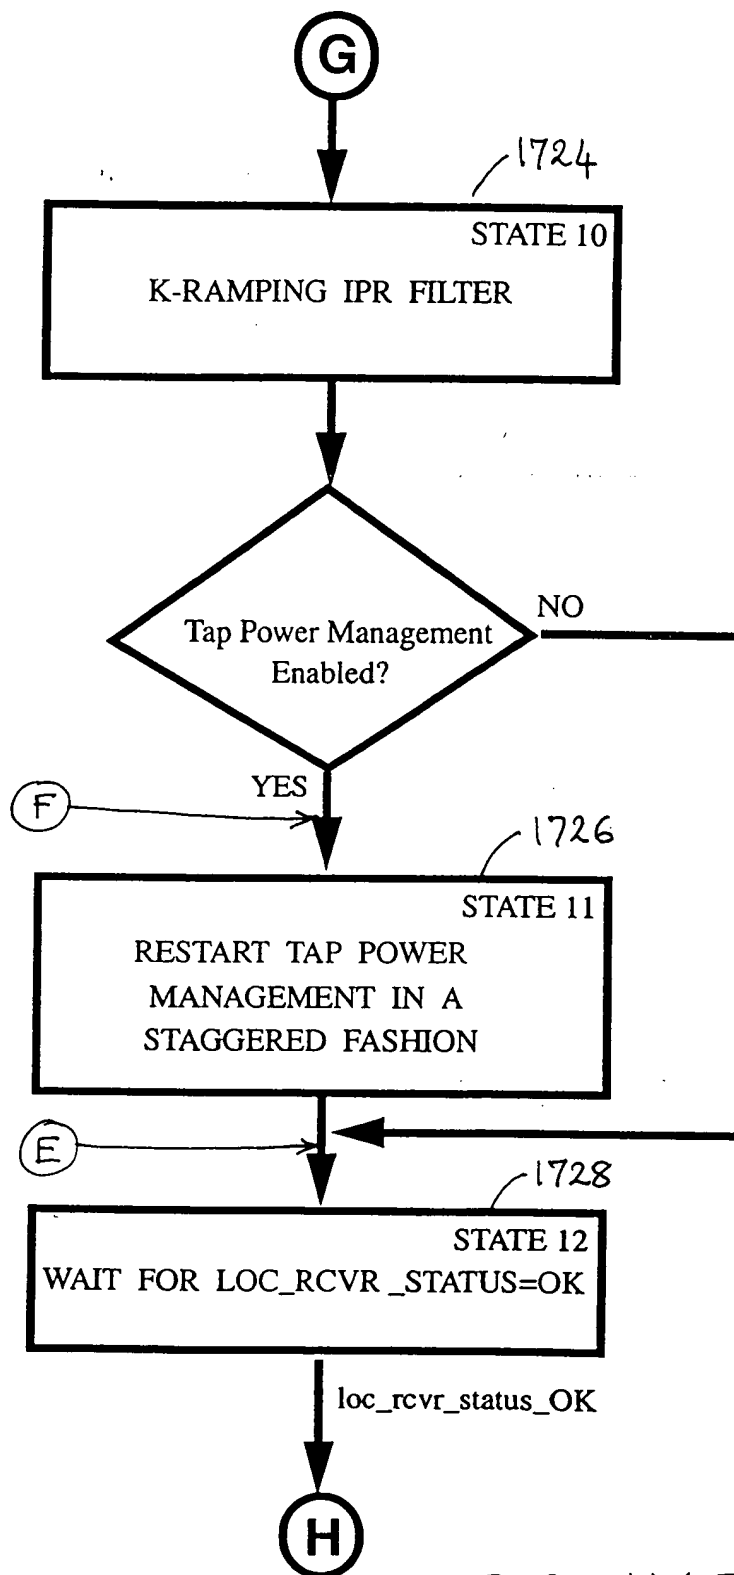 G
1724
STATE 10
K-RAMPING IPR FILTER
NO
Tap Power Management
Enabled?
YES
F
1726
STATE 11
RESTART TAP POWER
MANAGEMENT IN A
STAGGERED FASHION
E
1728
STATE 12
WAIT FOR LOC_RCVR_STATUS=OK
loc_rcvr_status_OK
H